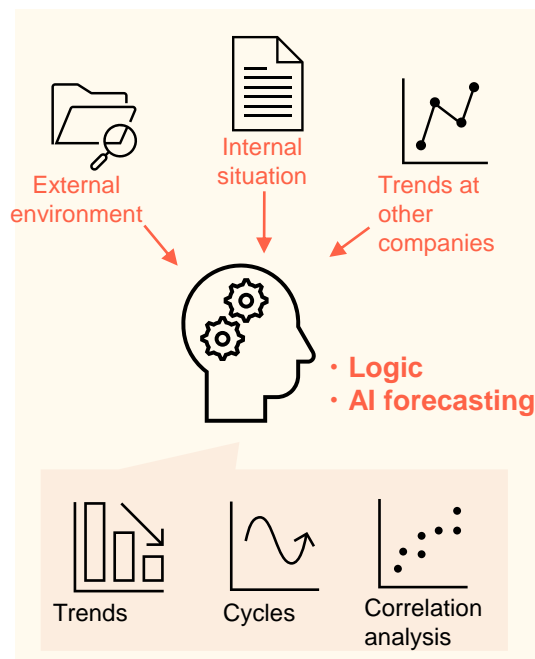 External
environment
Internal
situation
Trends at
other
companies
・Logic
・AI forecasting
Trends
Cycles
Correlation
analysis